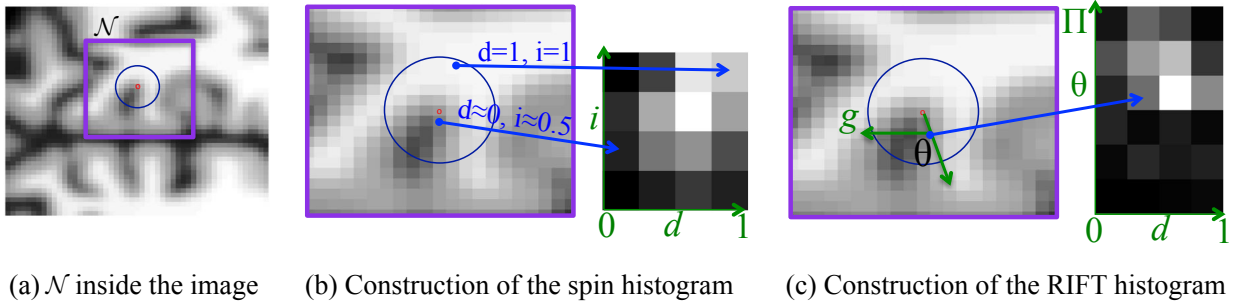 𝒩
d=1, i=1
d≈0, i≈0.5
i
0
d
1
g
θ
Π
θ
0
d
1
(a) 𝒩 inside the image
(b) Construction of the spin histogram
(c) Construction of the RIFT histogram